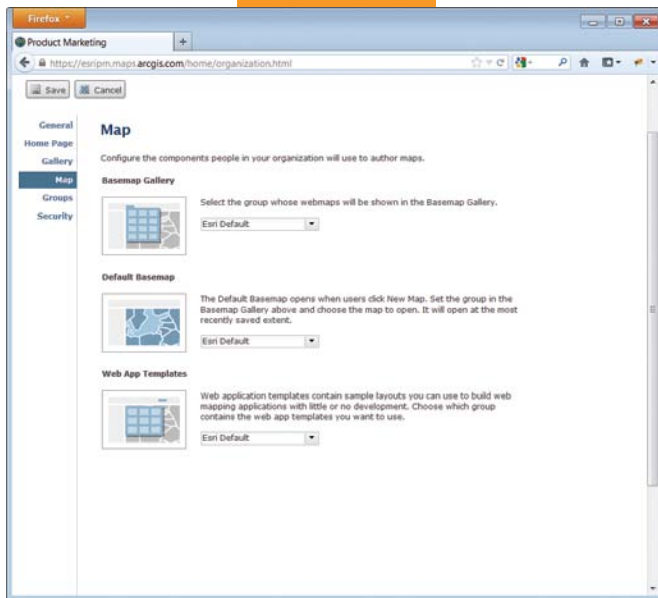 Firefox
Product Marketing
+
https://esripm.maps.arcgis.com/home/organization.html
Save
Cancel
General
Home Page
Gallery
Map
Groups
Security
Map
Configure the components people in your organization will use to author maps.
Basemap Gallery
Select the group whose webmaps will be shown in the Basemap Gallery.
Esri Default
Default Basemap
The Default Basemap opens when users click New Map. Set the group in the
Basemap Gallery above and choose the map to open. It will open at the most
recently saved extent.
Esri Default
Web App Templates
Web application templates contain sample layouts you can use to build web
mapping applications with little or no development. Choose which group
contains the web app templates you want to use.
Esri Default